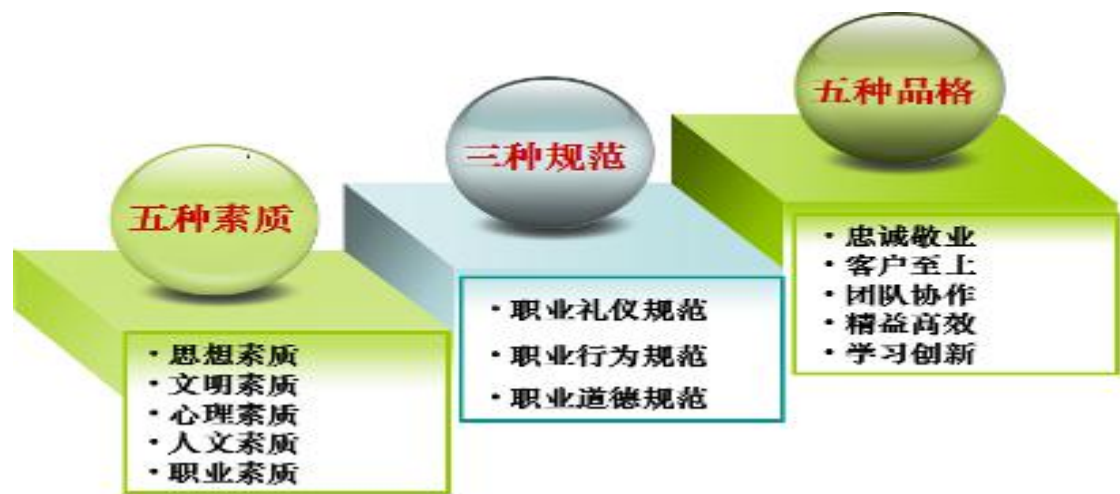 五种素质
·思想素质
·文明素质
·心理素质
·人文素质
·职业素质
三种规范
·职业礼仪规范
·职业行为规范
·职业道德规范
五种品格
·忠诚敬业
·客户至上
·团队协作
·精益高效
·学习创新